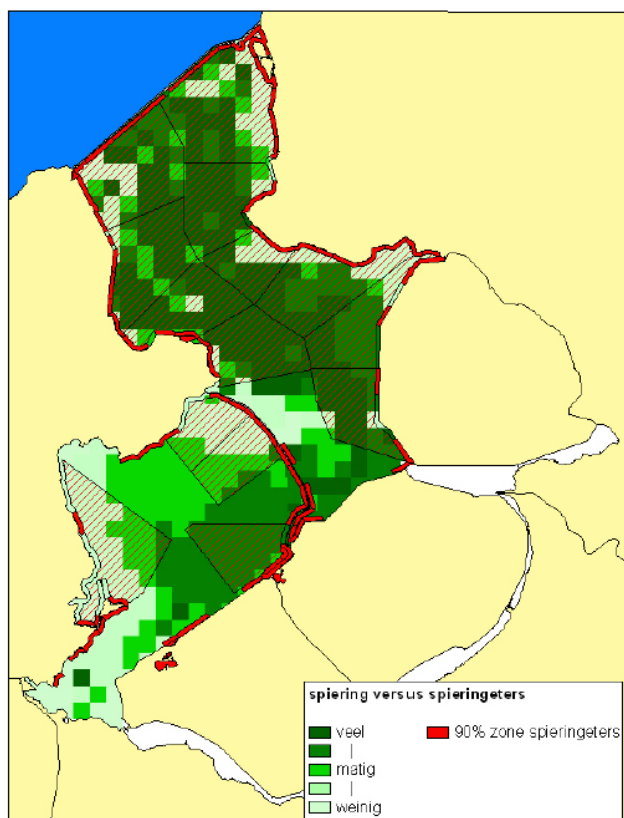 spiering versus spieringeters
veel
90% zone spieringeters
|
matig
|
weinig